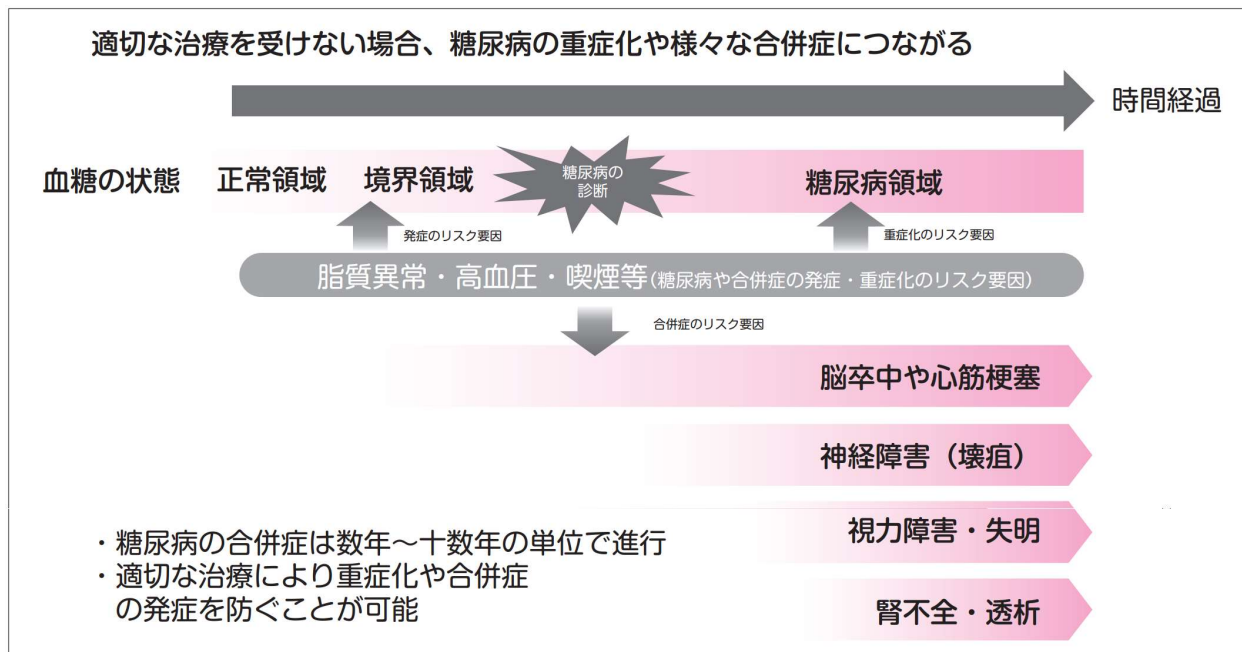 適切な治療を受けない場合、糖尿病の重症化や様々な合併症につながる
時間経過
血糖の状態
正常領域
境界領域
糖尿病の
診断
糖尿病領域
発症のリスク要因
重症化のリスク要因
脂質異常・高血圧・喫煙等(糖尿病や合併症の発症・重症化のリスク要因)
合併症のリスク要因
脳卒中や心筋梗塞
神経障害（壊疽）
視力障害・失明
腎不全・透析
・糖尿病の合併症は数年～十数年の単位で進行
・適切な治療により重症化や合併症
の発症を防ぐことが可能